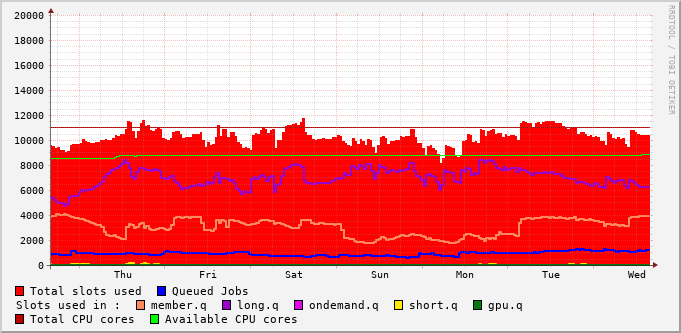 20000
18000
16000
14000
12000
10000
8000
6000
4000
2000
0
Thu Fri Sat Sun Mon Tue Wed
RRDTOOL / TOBI OETIKER
Total slots used Queued Jobs
Slots used in : member.q long.q ondemand.q short.q gpu.q
Total CPU cores Available CPU cores